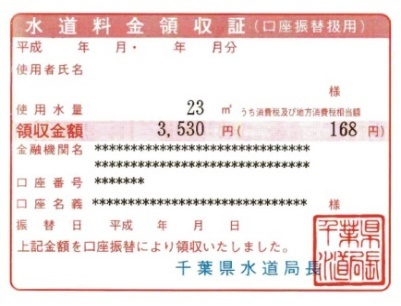 水道料金領収証(口座振替扱用)
平成 年 月・ 年 月分
使用者氏名
様
使用水量 23 ㎥ うち消費税及び地方消費税相当額
領収金額 3,530 円( 168 円)
金融機関名 ******************************
******************************
口座番号 *******
口座名義 ****************************** 様
振替日 平成 年 月 日
上記金額を口座振替により領収いたしました。
千葉県水道局長
千葉県
水道局長